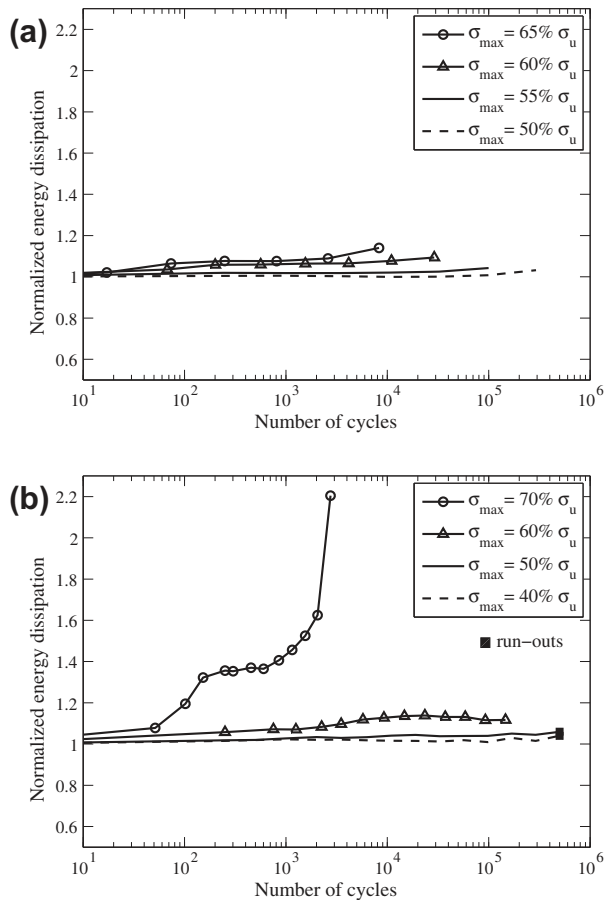 (a)
2.2
2
1.8
1.6
1.4
1.2
1
0.8
0.6
Normalized energy dissipation
σmax = 65% σu
σmax = 60% σu
σmax = 55% σu
σmax = 50% σu
10^1 10^2 10^3 10^4 10^5 10^6
Number of cycles
(b)
2.2
2
1.8
1.6
1.4
1.2
1
0.8
0.6
Normalized energy dissipation
σmax = 70% σu
σmax = 60% σu
σmax = 50% σu
σmax = 40% σu
run−outs
10^1 10^2 10^3 10^4 10^5 10^6
Number of cycles